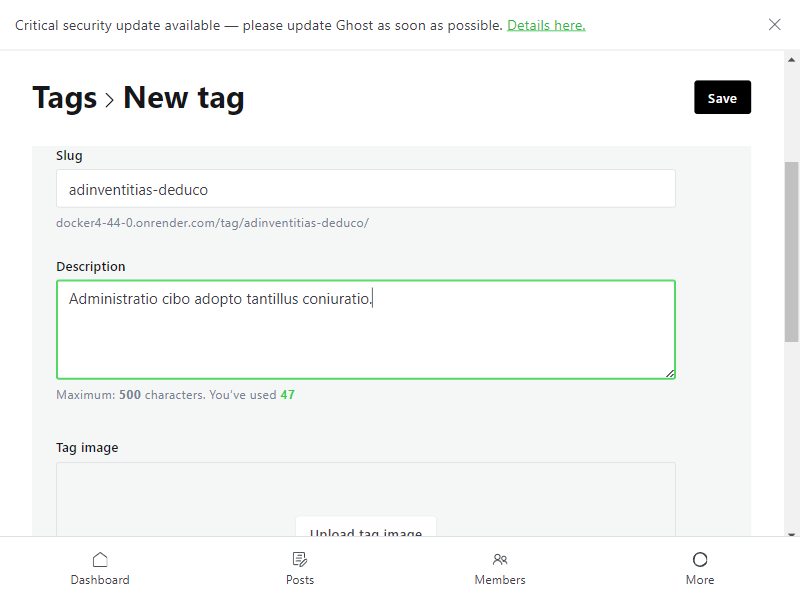 Critical security update available — please update Ghost as soon as possible. Details here.
Tags > New tag
Save
Slug
adinventitias-deduco
docker4-44-0.onrender.com/tag/adinventitias-deduco/
Description
Administratio cibo adopto tantillus coniuratio.
Maximum: 500 characters. You've used 47
Tag image
Upload tag image
Dashboard
Posts
Members
More